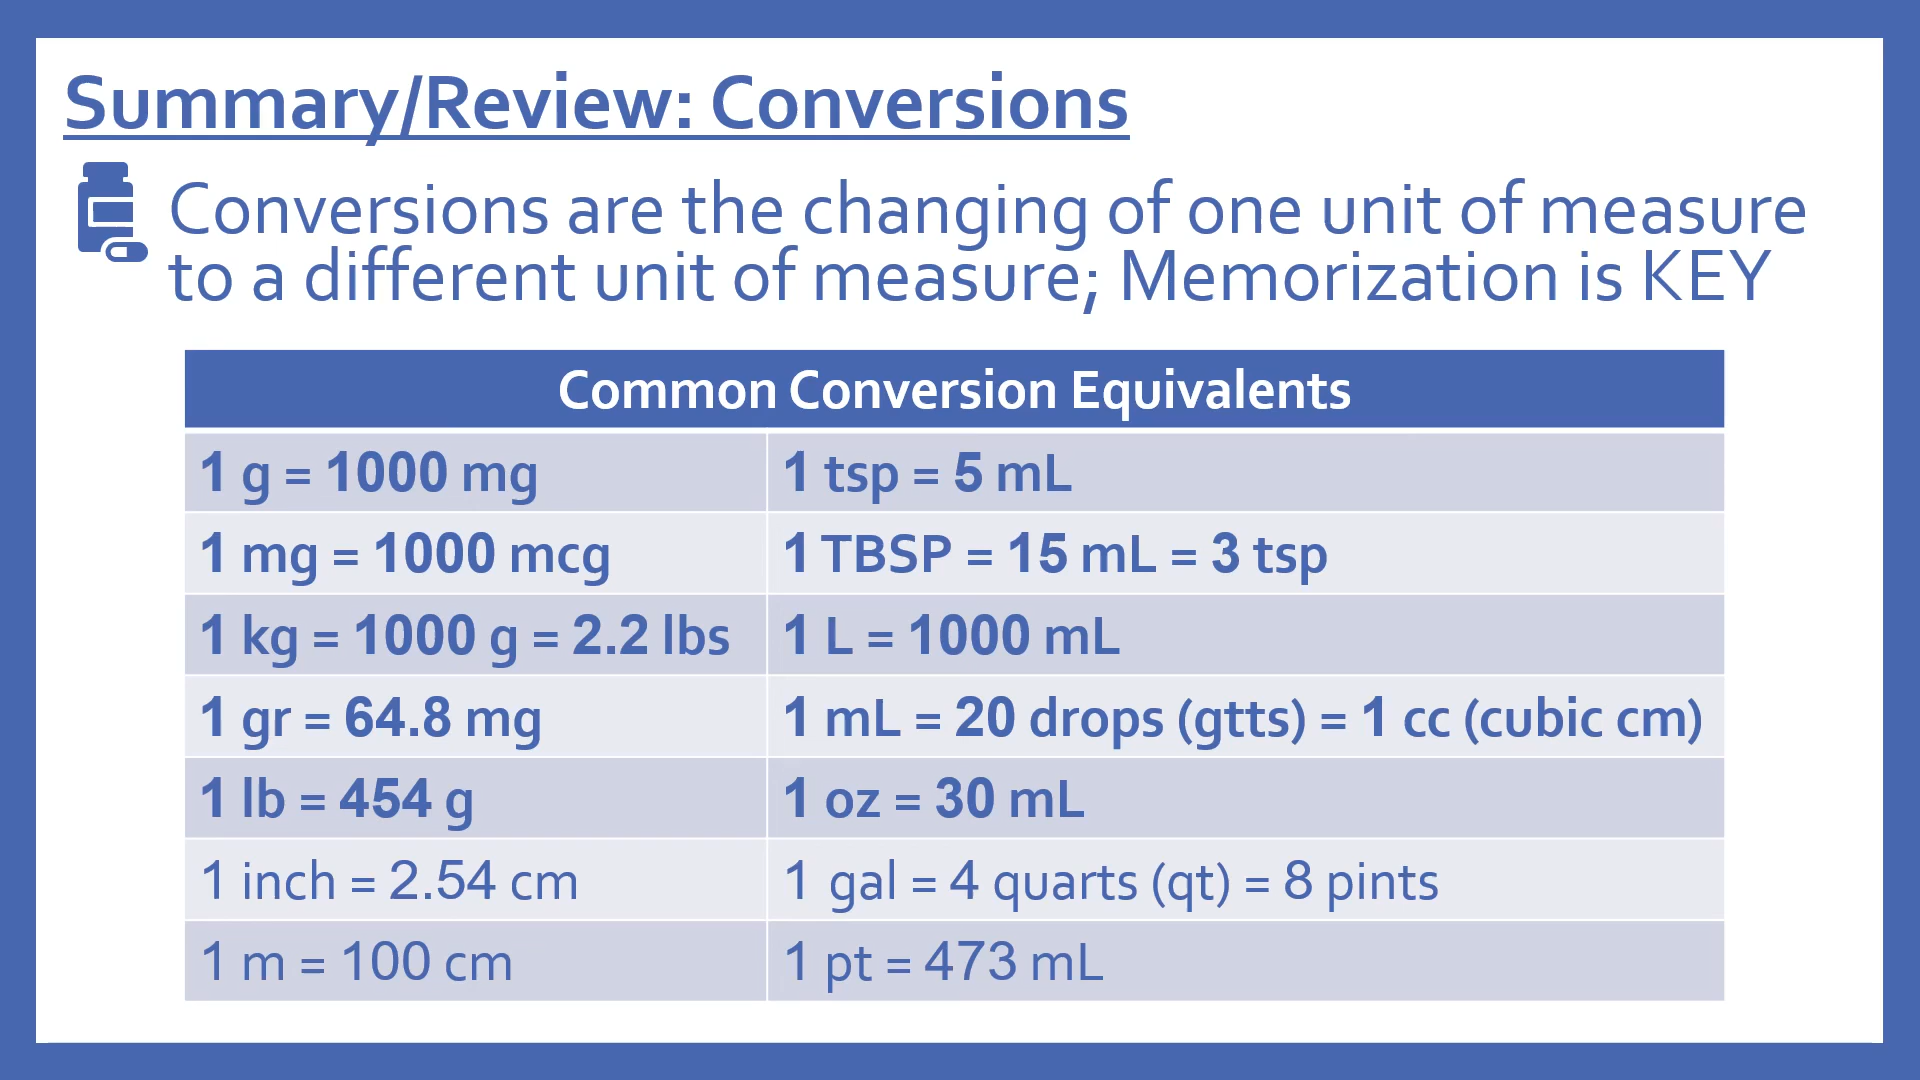 Summary/Review: Conversions
Conversions are the changing of one unit of measure
to a different unit of measure; Memorization is KEY
Common Conversion Equivalents
1 g = 1000 mg
1 tsp = 5 mL
1 mg = 1000 mcg
1 TBSP = 15 mL = 3 tsp
1 kg = 1000 g = 2.2 lbs
1 L = 1000 mL
1 gr = 64.8 mg
1 mL = 20 drops (gtts) = 1 cc (cubic cm)
1 lb = 454 g
1 oz = 30 mL
1 inch = 2.54 cm
1 gal = 4 quarts (qt) = 8 pints
1 m = 100 cm
1 pt = 473 mL